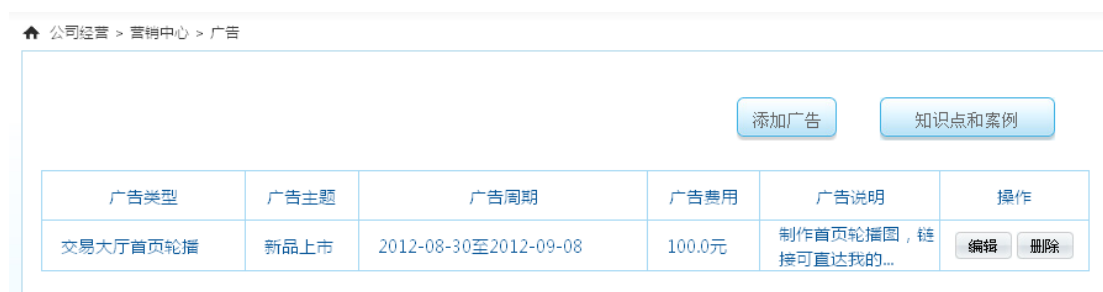 公司经营 > 营销中心 > 广告
添加广告 知识点和案例
广告类型 广告主题 广告周期 广告费用 广告说明 操作
交易大厅首页轮播 新品上市 2012-08-30至2012-09-08 100.0元 制作首页轮播图，链 编辑 删除
接可直达我的...